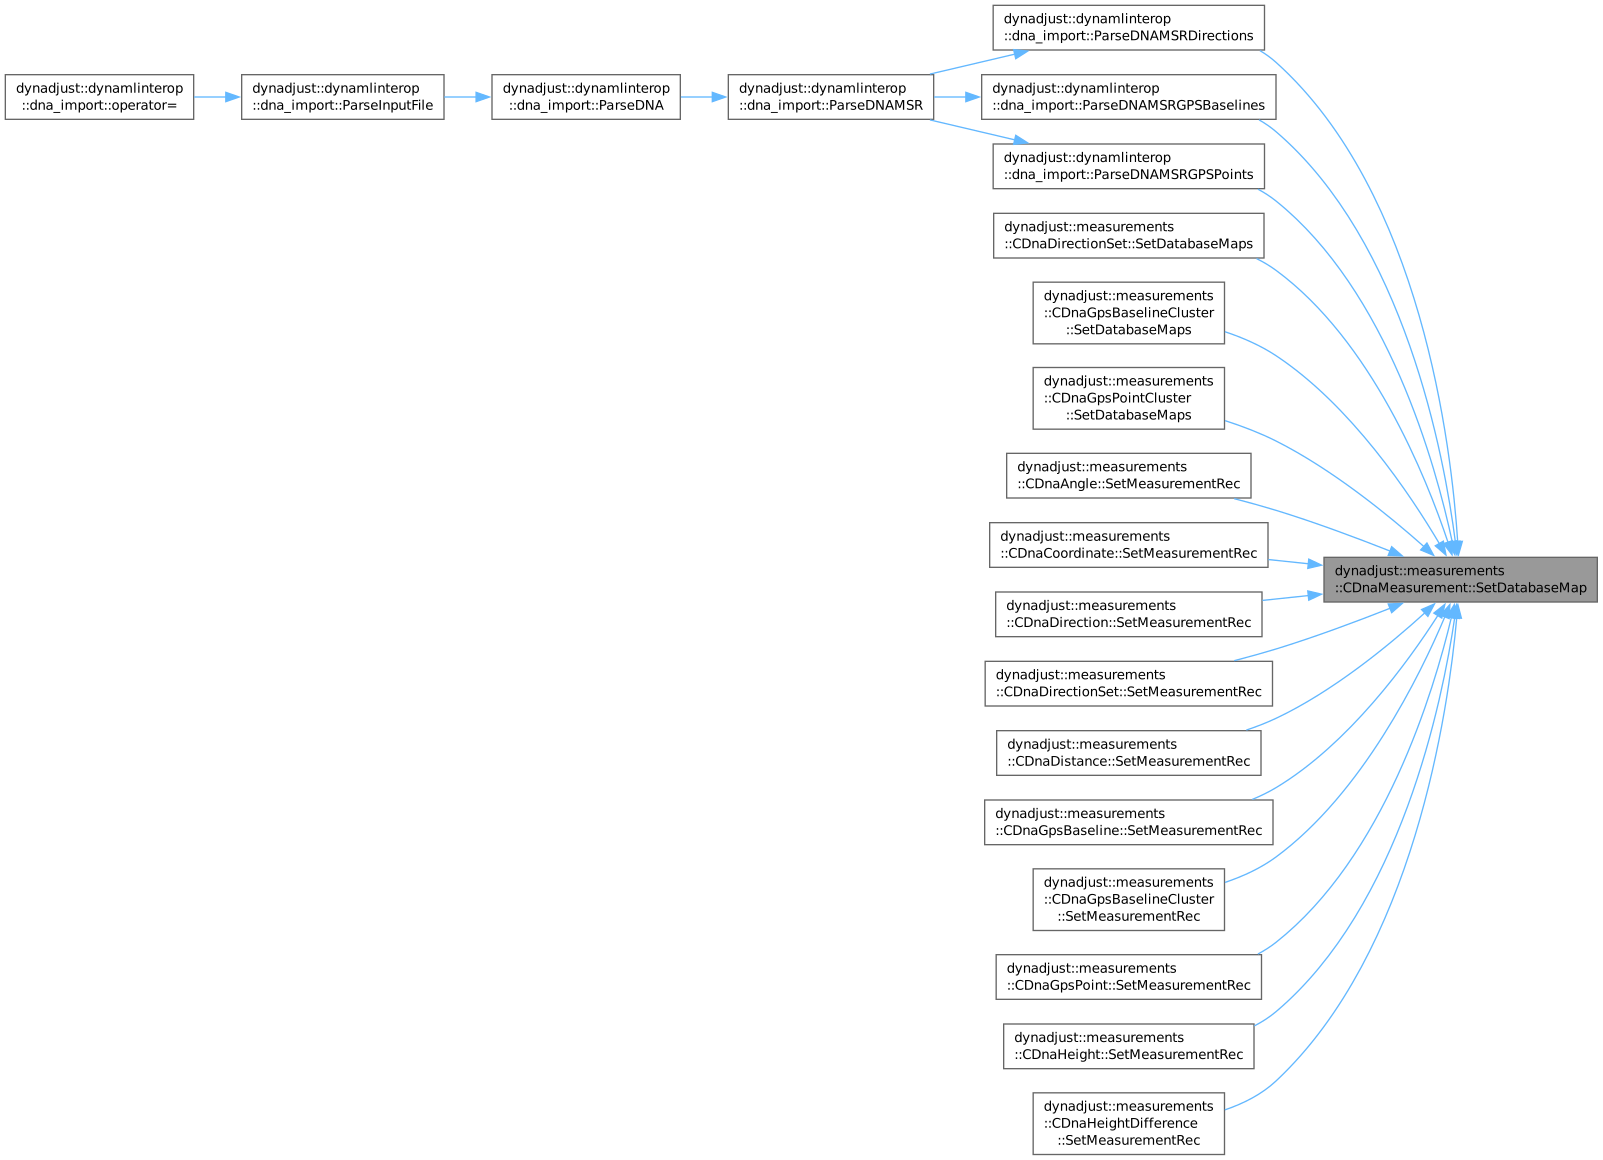 dynadjust::dynamlinterop
::dna_import::operator=
dynadjust::dynamlinterop
::dna_import::ParseInputFile
dynadjust::dynamlinterop
::dna_import::ParseDNA
dynadjust::dynamlinterop
::dna_import::ParseDNAMSR
dynadjust::dynamlinterop
::dna_import::ParseDNAMSRDirections
dynadjust::dynamlinterop
::dna_import::ParseDNAMSRGPSBaselines
dynadjust::dynamlinterop
::dna_import::ParseDNAMSRGPSPoints
dynadjust::measurements
::CDnaDirectionSet::SetDatabaseMaps
dynadjust::measurements
::CDnaGpsBaselineCluster
::SetDatabaseMaps
dynadjust::measurements
::CDnaGpsPointCluster
::SetDatabaseMaps
dynadjust::measurements
::CDnaAngle::SetMeasurementRec
dynadjust::measurements
::CDnaCoordinate::SetMeasurementRec
dynadjust::measurements
::CDnaDirection::SetMeasurementRec
dynadjust::measurements
::CDnaDirectionSet::SetMeasurementRec
dynadjust::measurements
::CDnaDistance::SetMeasurementRec
dynadjust::measurements
::CDnaGpsBaseline::SetMeasurementRec
dynadjust::measurements
::CDnaGpsBaselineCluster
::SetMeasurementRec
dynadjust::measurements
::CDnaGpsPoint::SetMeasurementRec
dynadjust::measurements
::CDnaHeight::SetMeasurementRec
dynadjust::measurements
::CDnaHeightDifference
::SetMeasurementRec
dynadjust::measurements
::CDnaMeasurement::SetDatabaseMap